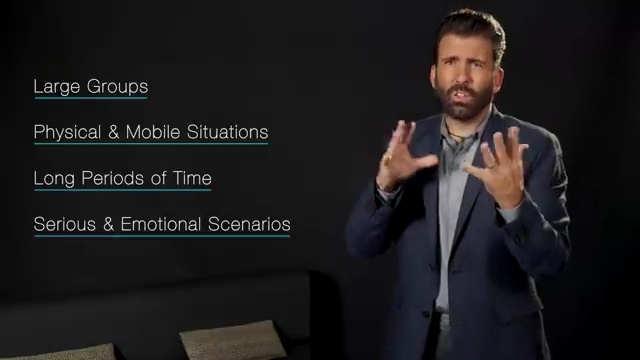 Large Groups
Physical & Mobile Situations
Long Periods of Time
Serious & Emotional Scenarios